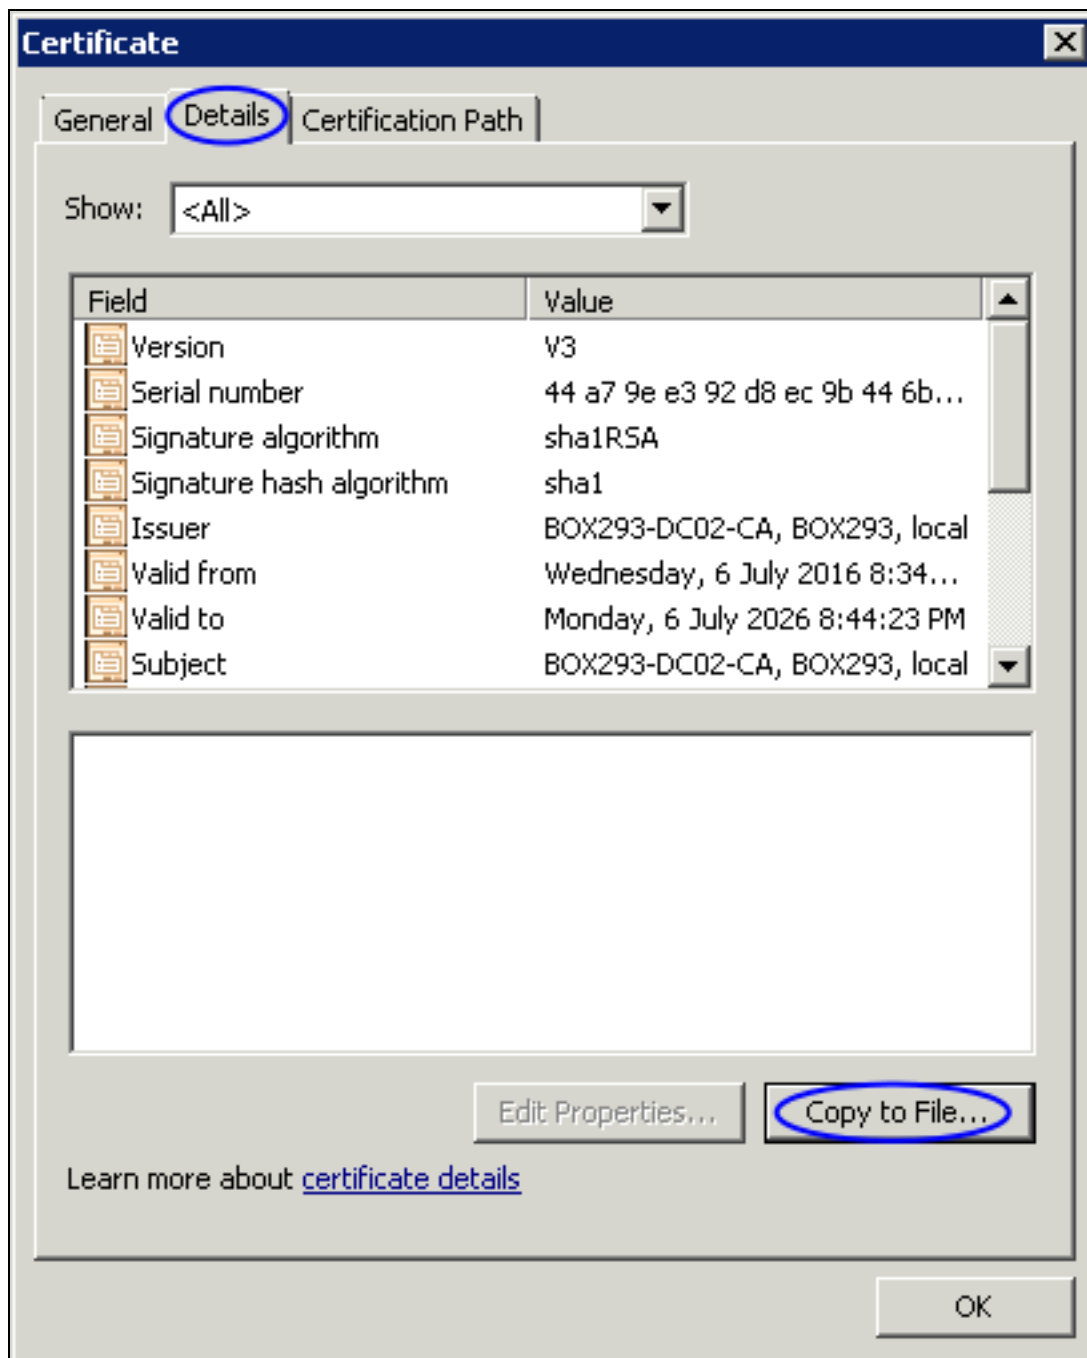 Certificate
General Details Certification Path
Show: <All>
Field Value
Version V3
Serial number 44 a7 9e e3 92 d8 ec 9b 44 6b...
Signature algorithm sha1RSA
Signature hash algorithm sha1
Issuer BOX293-DC02-CA, BOX293, local
Valid from Wednesday, 6 July 2016 8:34...
Valid to Monday, 6 July 2026 8:44:23 PM
Subject BOX293-DC02-CA, BOX293, local
Edit Properties... Copy to File...
Learn more about certificate details
OK